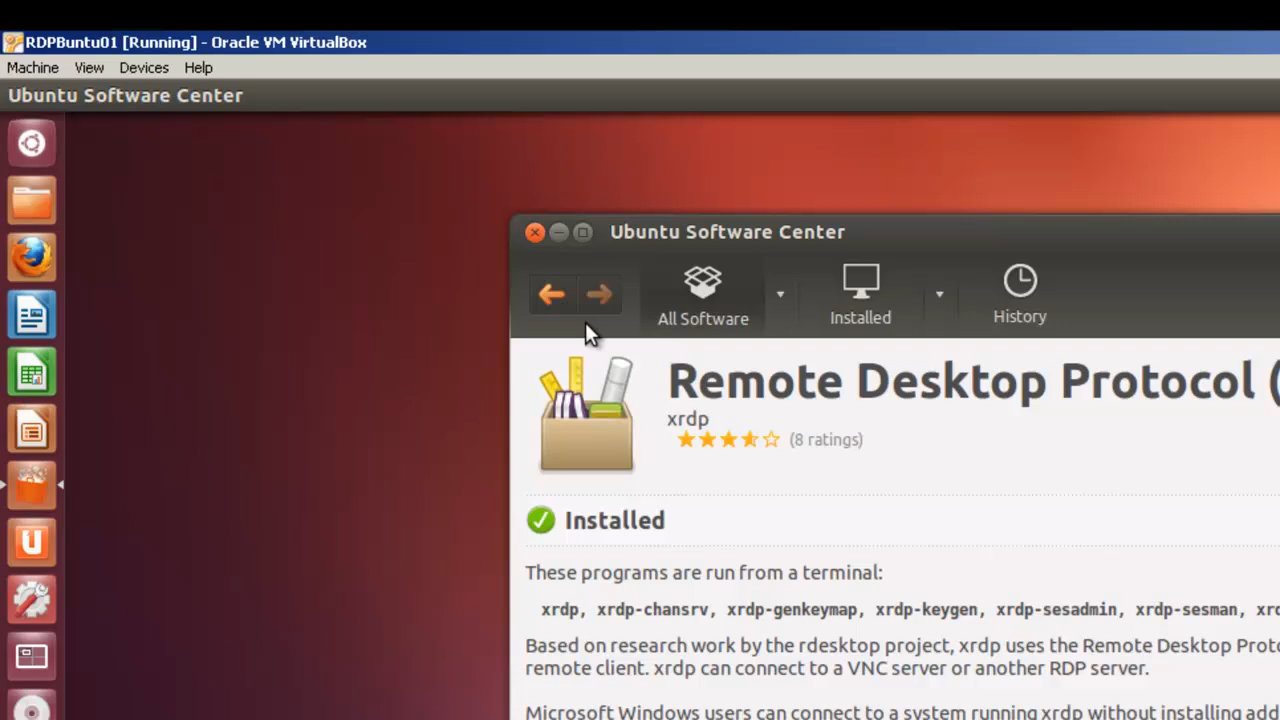 RDPBuntu01 [Running] - Oracle VM VirtualBox
Machine View Devices Help
Ubuntu Software Center
Ubuntu Software Center
All Software Installed History
Remote Desktop Protocol (
xrdp
(8 ratings)
Installed
These programs are run from a terminal:
xrdp, xrdp-chansrv, xrdp-genkeymap, xrdp-keygen, xrdp-sesadmin, xrdp-sesman,
Based on research work by the rdesktop project, xrdp uses the Remote Desktop
remote client. xrdp can connect to a VNC server or another RDP server.
Microsoft Windows users can connect to a system running xrdp without installing